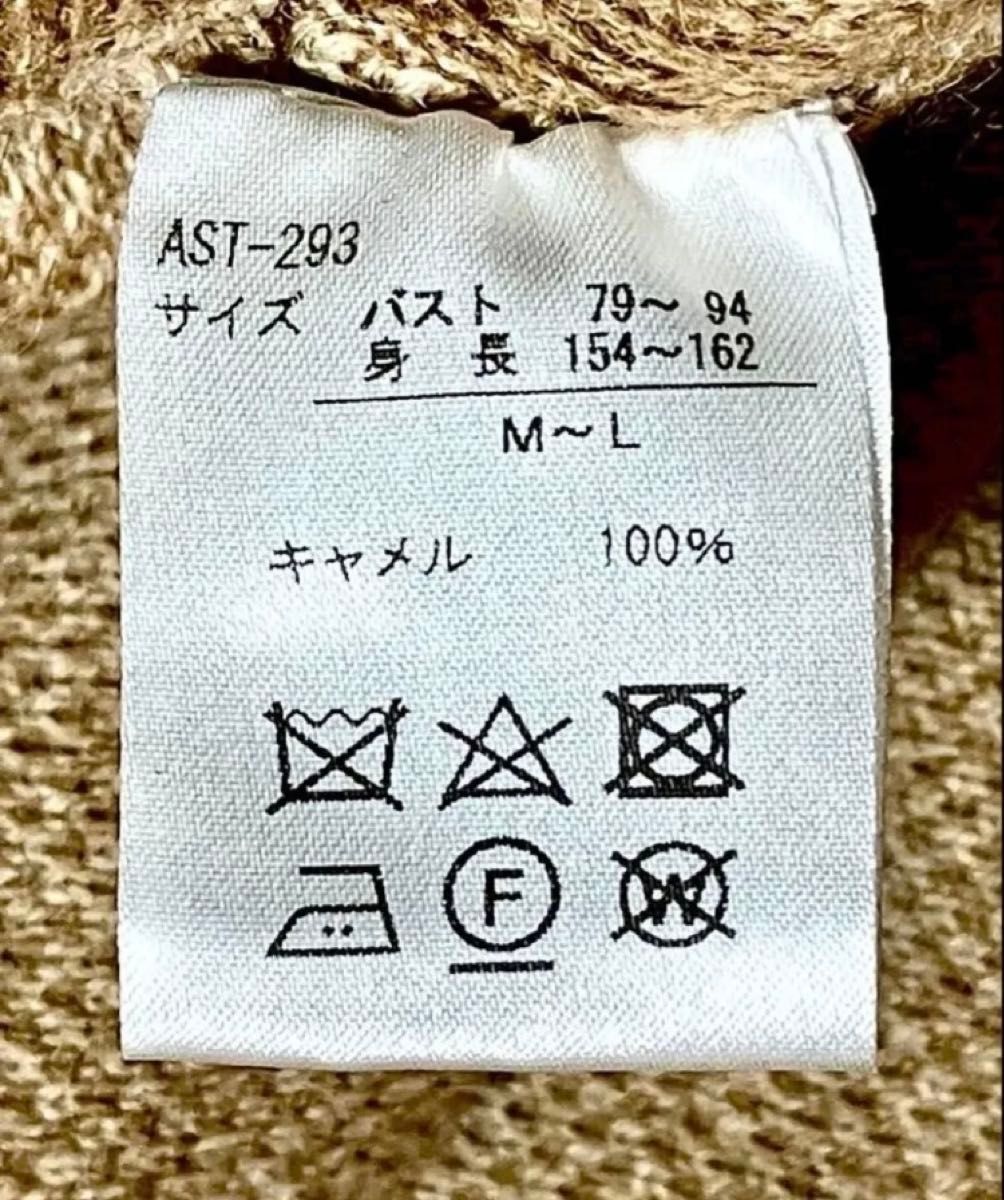 AST-293
サイズ バスト 79～94
身長 154～162
M～L
キャメル 100%
F W